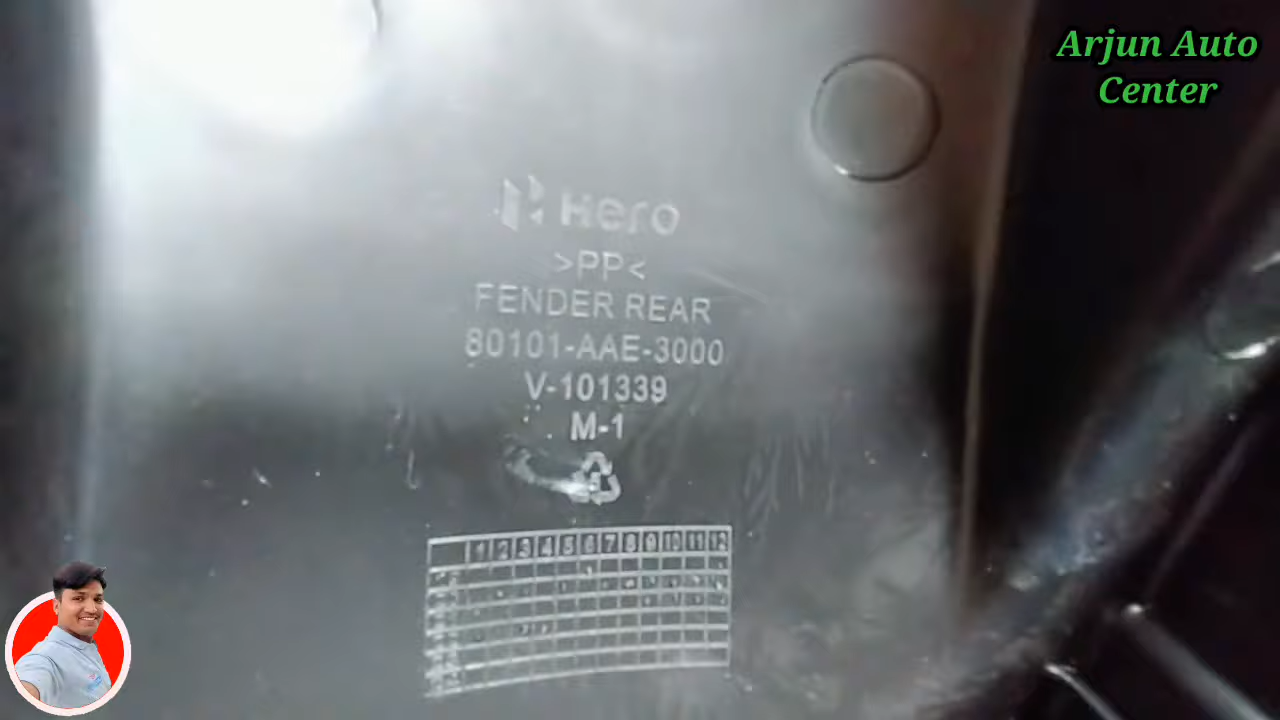 Arjun Auto
Center
Hero
>PP<
FENDER REAR
80101-AAE-3000
V-101339
M-1
1 2 3 4 5 6 7 8 9 10 11 12